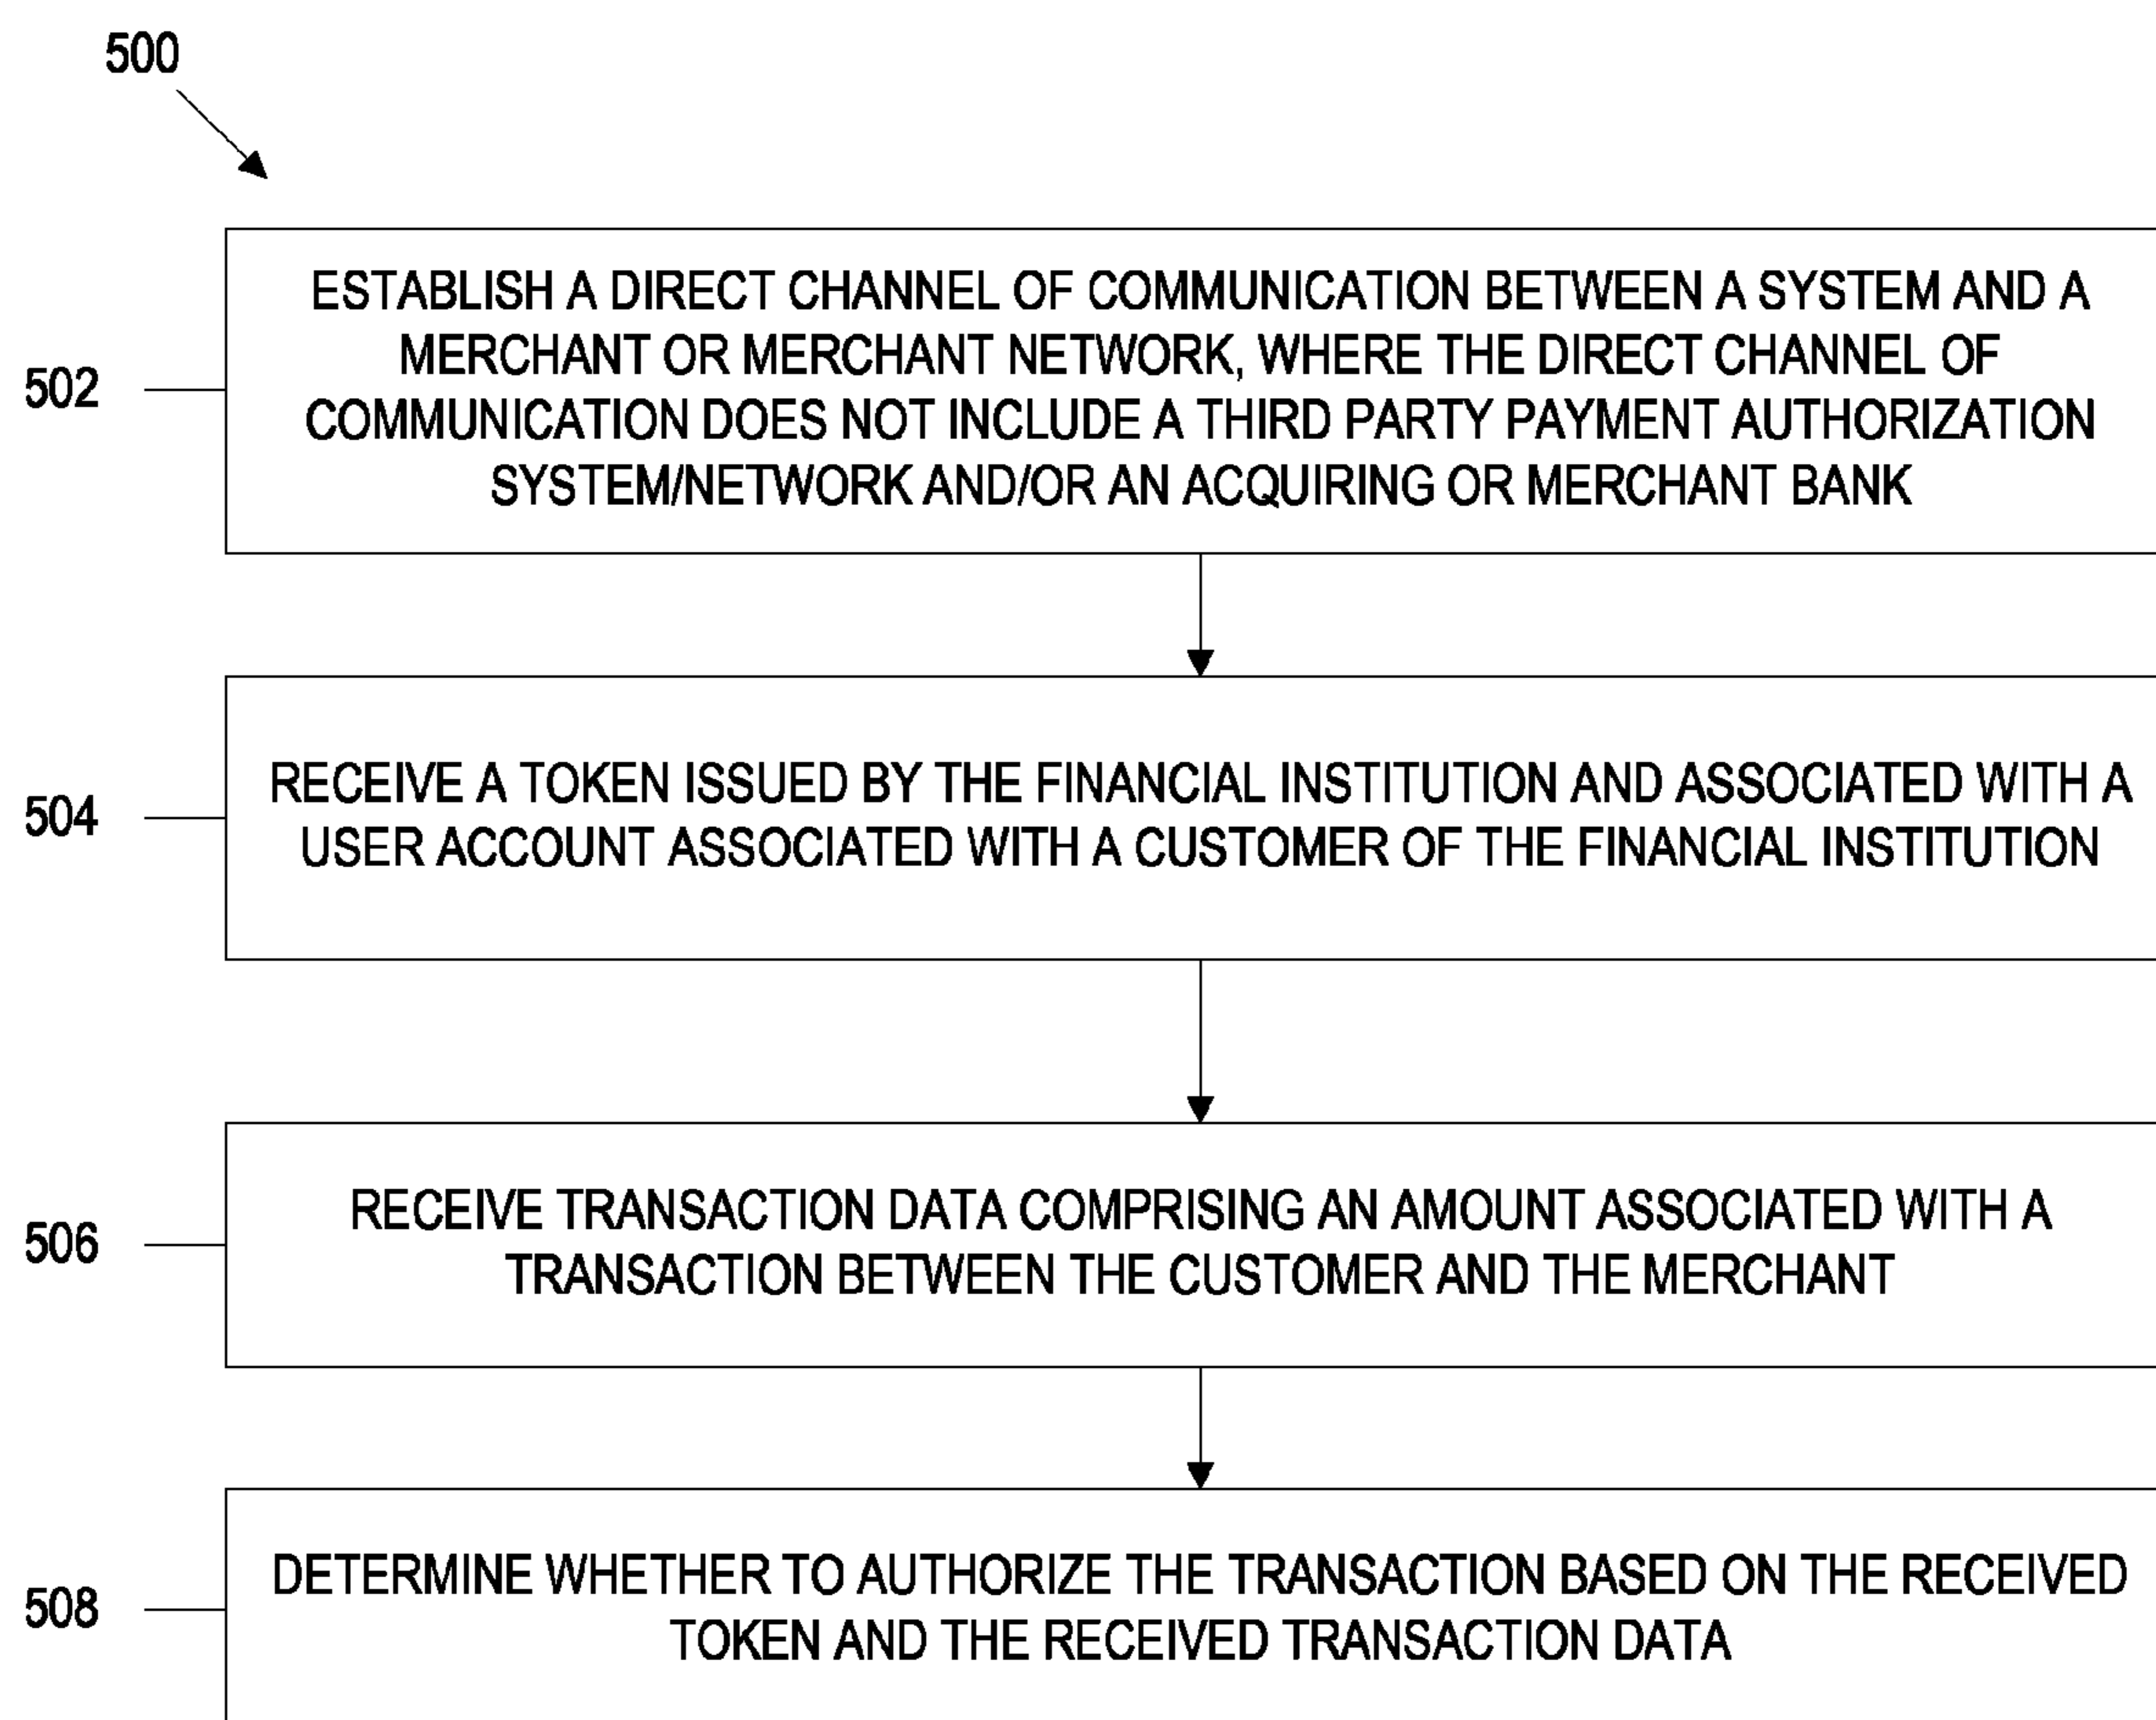 500
502
ESTABLISH A DIRECT CHANNEL OF COMMUNICATION BETWEEN A SYSTEM AND A
MERCHANT OR MERCHANT NETWORK, WHERE THE DIRECT CHANNEL OF
COMMUNICATION DOES NOT INCLUDE A THIRD PARTY PAYMENT AUTHORIZATION
SYSTEM/NETWORK AND/OR AN ACQUIRING OR MERCHANT BANK
504
RECEIVE A TOKEN ISSUED BY THE FINANCIAL INSTITUTION AND ASSOCIATED WITH A
USER ACCOUNT ASSOCIATED WITH A CUSTOMER OF THE FINANCIAL INSTITUTION
506
RECEIVE TRANSACTION DATA COMPRISING AN AMOUNT ASSOCIATED WITH A
TRANSACTION BETWEEN THE CUSTOMER AND THE MERCHANT
508
DETERMINE WHETHER TO AUTHORIZE THE TRANSACTION BASED ON THE RECEIVED
TOKEN AND THE RECEIVED TRANSACTION DATA